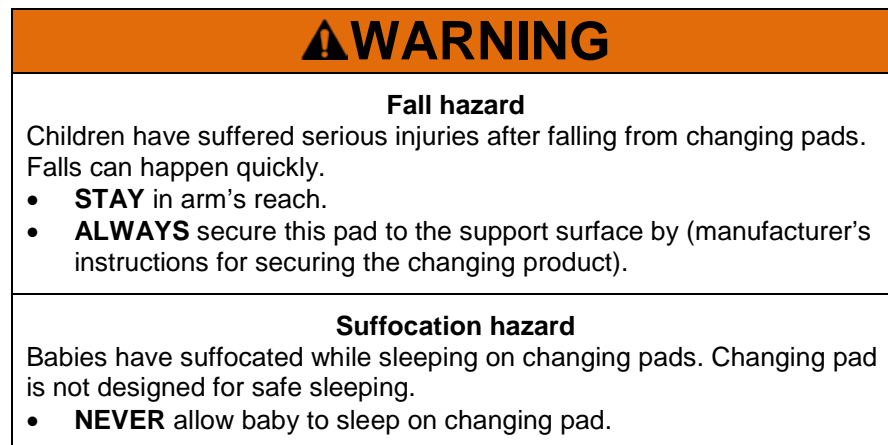 ⚠WARNING
Fall hazard
Children have suffered serious injuries after falling from changing pads.
Falls can happen quickly.
• STAY in arm’s reach.
• ALWAYS secure this pad to the support surface by (manufacturer’s
instructions for securing the changing product).
Suffocation hazard
Babies have suffocated while sleeping on changing pads. Changing pad
is not designed for safe sleeping.
• NEVER allow baby to sleep on changing pad.